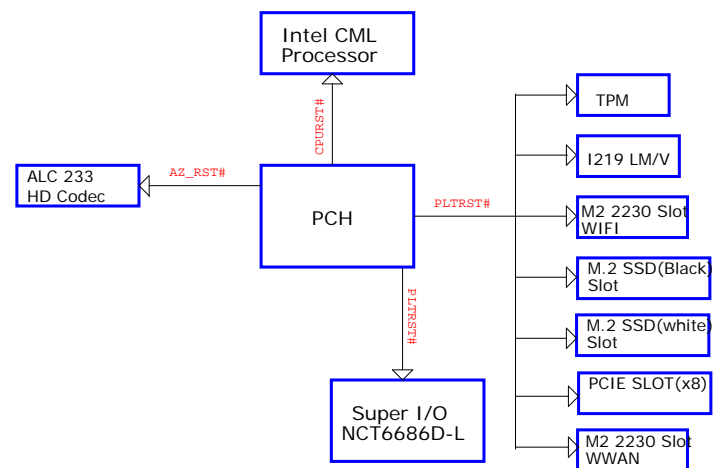 Intel CML
Processor
CPURST#
TPM
I219 LM/V
ALC 233
HD Codec
AZ_RST#
PCH
PLTRST#
M2 2230 Slot
WIFI
M.2 SSD(Black)
Slot
PLTRST#
M.2 SSD(white)
Slot
PCIE SLOT(x8)
Super I/O
NCT6686D-L
M2 2230 Slot
WWAN